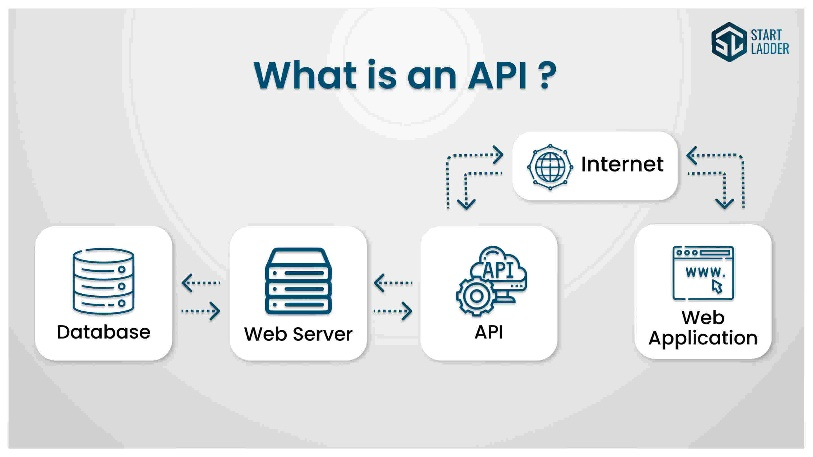 START
LADDER
What is an API ?
Internet
API
www.
Database
Web Server
API
Web
Application